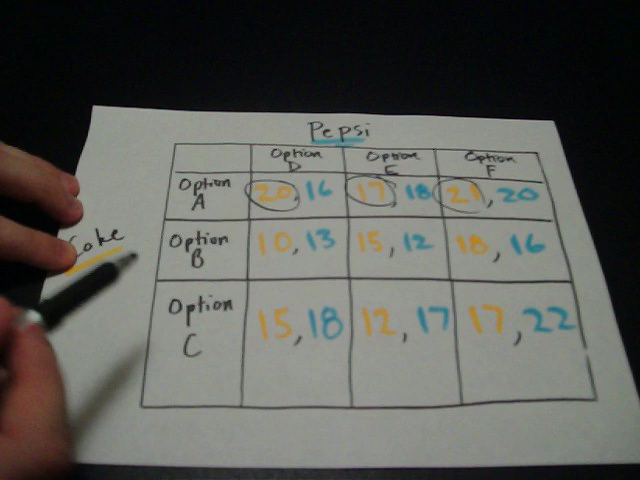 Pepsi
Option D
Option E
Option F
Option A
20, 16
17, 18
21, 20
Coke
Option B
10, 13
15, 12
18, 16
Option C
15, 18
12, 17
17, 22